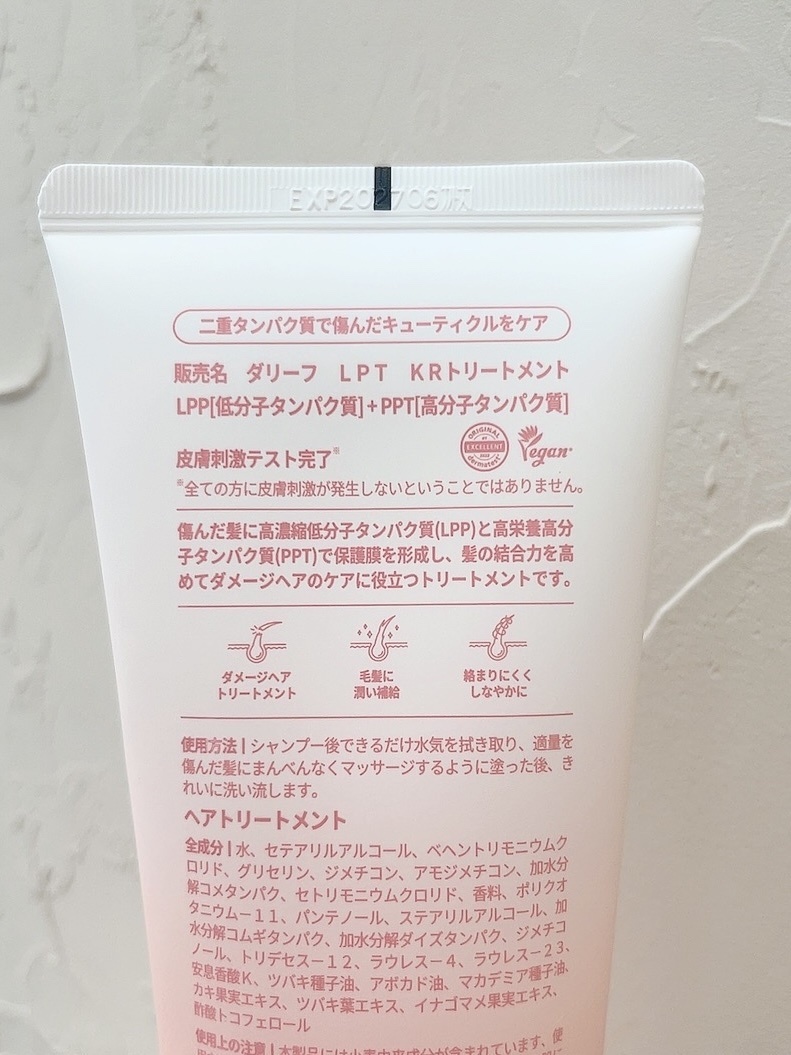 EXP202706
二重タンパク質で傷んだキューティクルをケア
販売名 ダリーフ LPT KRトリートメント
LPP[低分子タンパク質]+PPT[高分子タンパク質]
ORIGINAL
BY
EXCELLENT
2022
dermatest
Vegan
皮膚刺激テスト完了※
※全ての方に皮膚刺激が発生しないということではありません。
傷んだ髪に高濃縮低分子タンパク質(LPP)と高栄養高分
子タンパク質(PPT)で保護膜を形成し、髪の結合力を高
めてダメージヘアのケアに役立つトリートメントです。
ダメージヘア
トリートメント
毛髪に
潤い補給
絡まりにくく
しなやかに
使用方法┃シャンプー後できるだけ水気を拭き取り、適量を
傷んだ髪にまんべんなくマッサージするように塗った後、き
れいに洗い流します。
ヘアトリートメント
全成分┃水、セテアリルアルコール、ベヘントリモニウムク
ロリド、グリセリン、ジメチコン、アモジメチコン、加水分
解コメタンパク、セトリモニウムクロリド、香料、ポリクオ
タニウム－１１、パンテノール、ステアリルアルコール、加
水分解コムギタンパク、加水分解ダイズタンパク、ジメチコ
ノール、トリデセス－１２、ラウレス－４、ラウレス－２３、
安息香酸Ｋ、ツバキ種子油、アボカド油、マカデミア種子油、
カキ果実エキス、ツバキ葉エキス、イナゴマメ果実エキス、
酢酸トコフェロール
使用上の注意┃本製品には小麦由来成分が含まれています、使